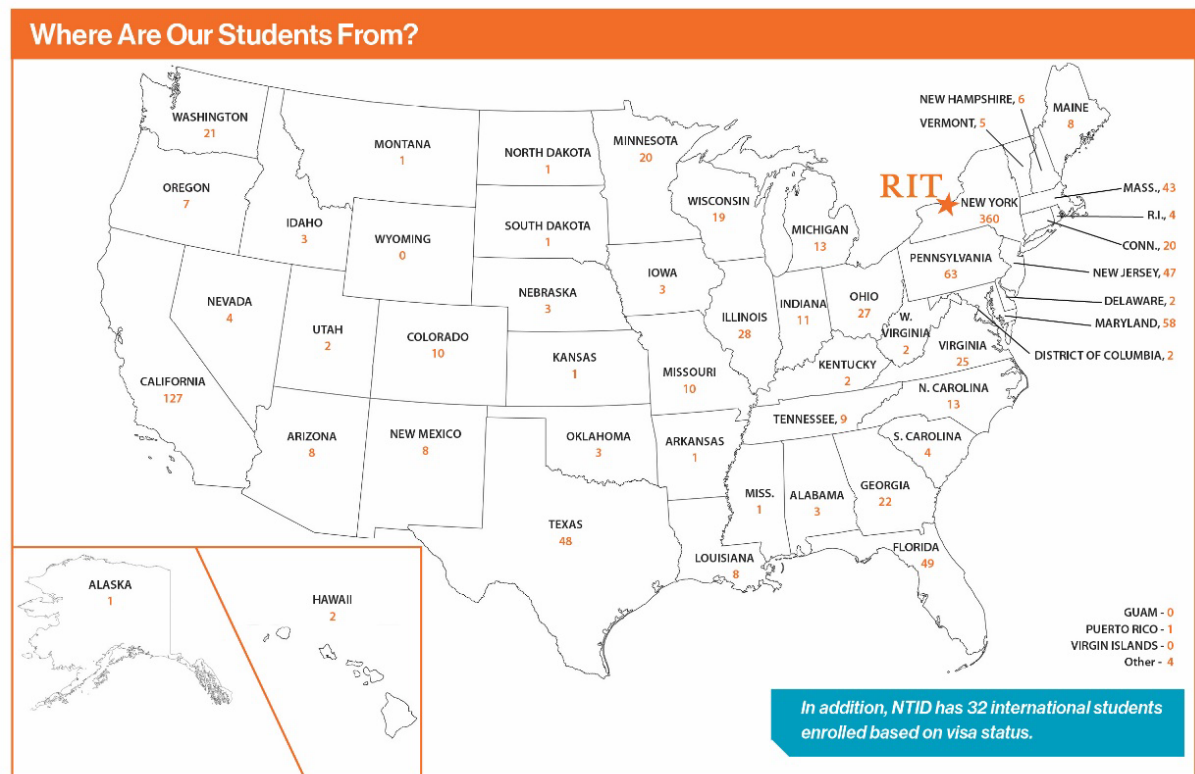 Where Are Our Students From?
WASHINGTON
21
OREGON
7
IDAHO
3
MONTANA
1
WYOMING
0
NORTH DAKOTA
1
SOUTH DAKOTA
1
NEBRASKA
3
KANSAS
1
MINNESOTA
20
IOWA
3
MISSOURI
10
WISCONSIN
19
ILLINOIS
28
MICHIGAN
13
INDIANA
11
OHIO
27
KENTUCKY
2
W.
VIRGINIA
2
VIRGINIA
25
PENNSYLVANIA
63
RIT
NEW YORK
360
NEW HAMPSHIRE, 6
VERMONT, 5
MAINE
8
MASS., 43
R.I., 4
CONN., 20
NEW JERSEY, 47
DELAWARE, 2
MARYLAND, 58
DISTRICT OF COLUMBIA, 2
NEVADA
4
UTAH
2
COLORADO
10
CALIFORNIA
127
ARIZONA
8
NEW MEXICO
8
OKLAHOMA
3
ARKANSAS
1
TEXAS
48
LOUISIANA
8
MISS.
1
ALABAMA
3
TENNESSEE, 9
N. CAROLINA
13
S. CAROLINA
4
GEORGIA
22
FLORIDA
49
ALASKA
1
HAWAII
2
GUAM - 0
PUERTO RICO - 1
VIRGIN ISLANDS - 0
Other - 4
In addition, NTID has 32 international students
enrolled based on visa status.